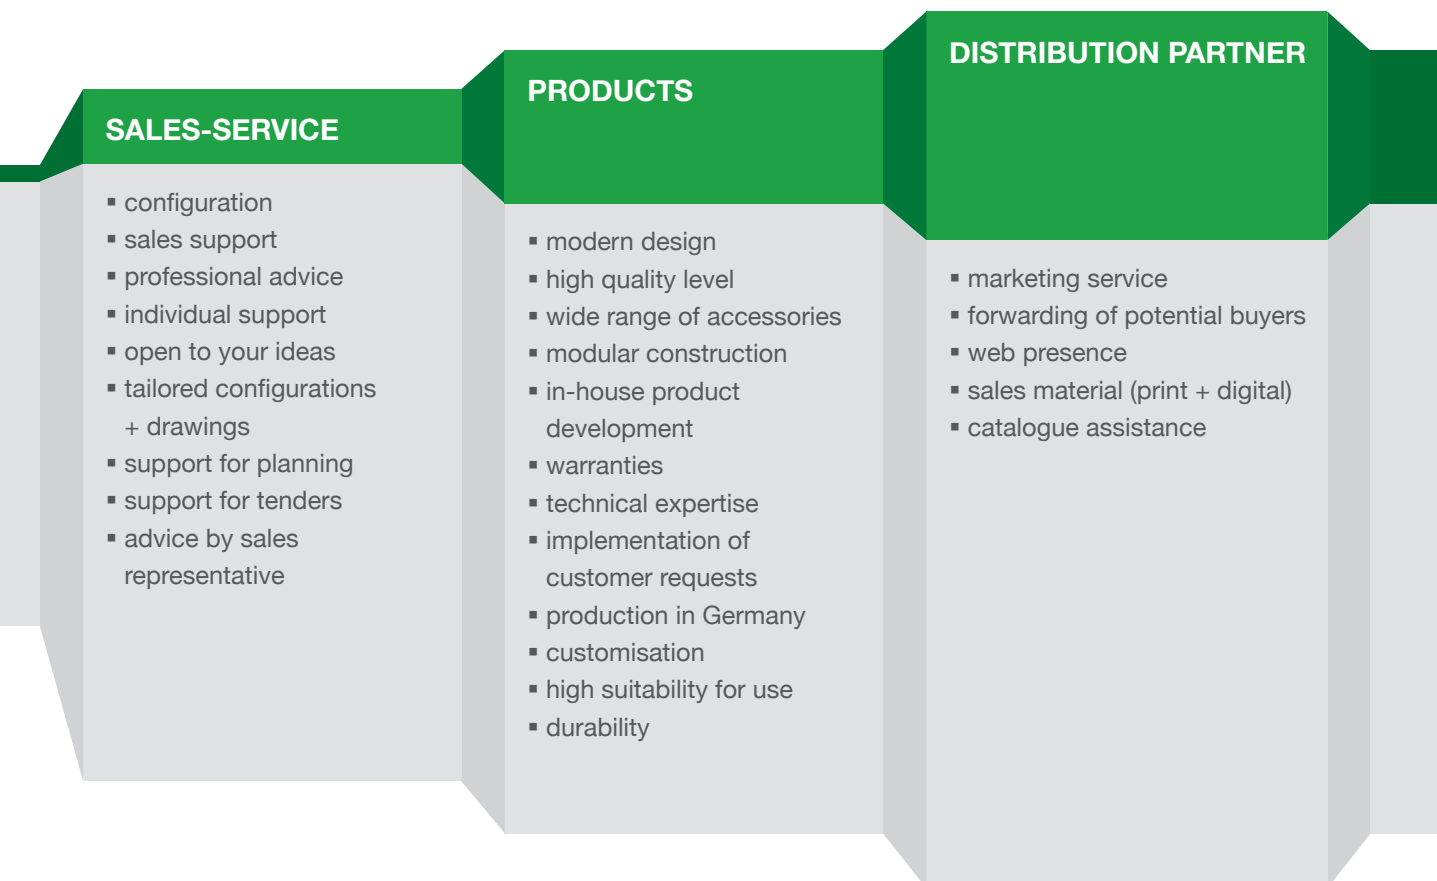 SALES-SERVICE
▪ configuration
▪ sales support
▪ professional advice
▪ individual support
▪ open to your ideas
▪ tailored configurations
+ drawings
▪ support for planning
▪ support for tenders
▪ advice by sales
representative
PRODUCTS
▪ modern design
▪ high quality level
▪ wide range of accessories
▪ modular construction
▪ in-house product
development
▪ warranties
▪ technical expertise
▪ implementation of
customer requests
▪ production in Germany
▪ customisation
▪ high suitability for use
▪ durability
DISTRIBUTION PARTNER
▪ marketing service
▪ forwarding of potential buyers
▪ web presence
▪ sales material (print + digital)
▪ catalogue assistance